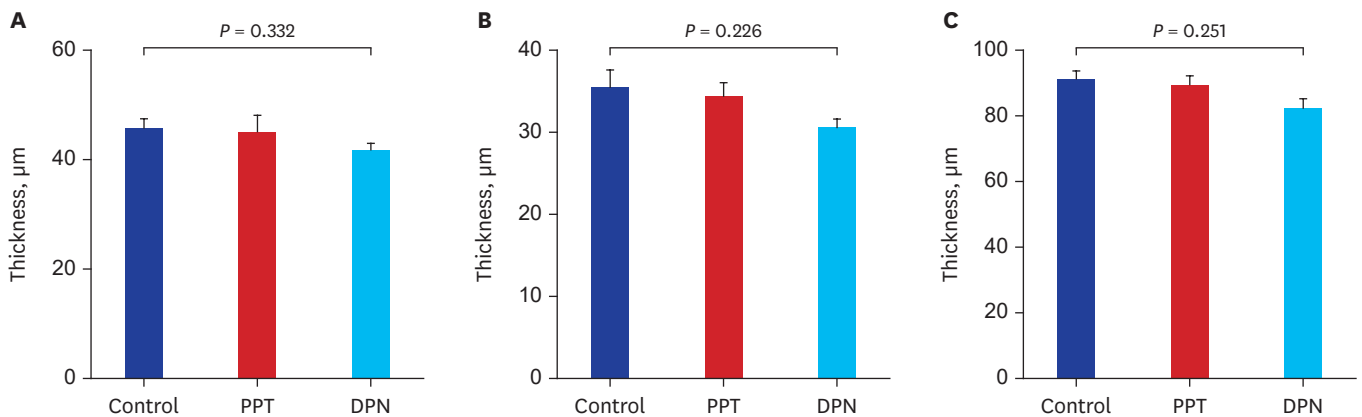 A
P = 0.332
60
40
20
0
Thickness, µm
Control PPT DPN
B
P = 0.226
40
30
20
10
0
Thickness, µm
Control PPT DPN
C
P = 0.251
100
80
60
40
20
0
Thickness, µm
Control PPT DPN